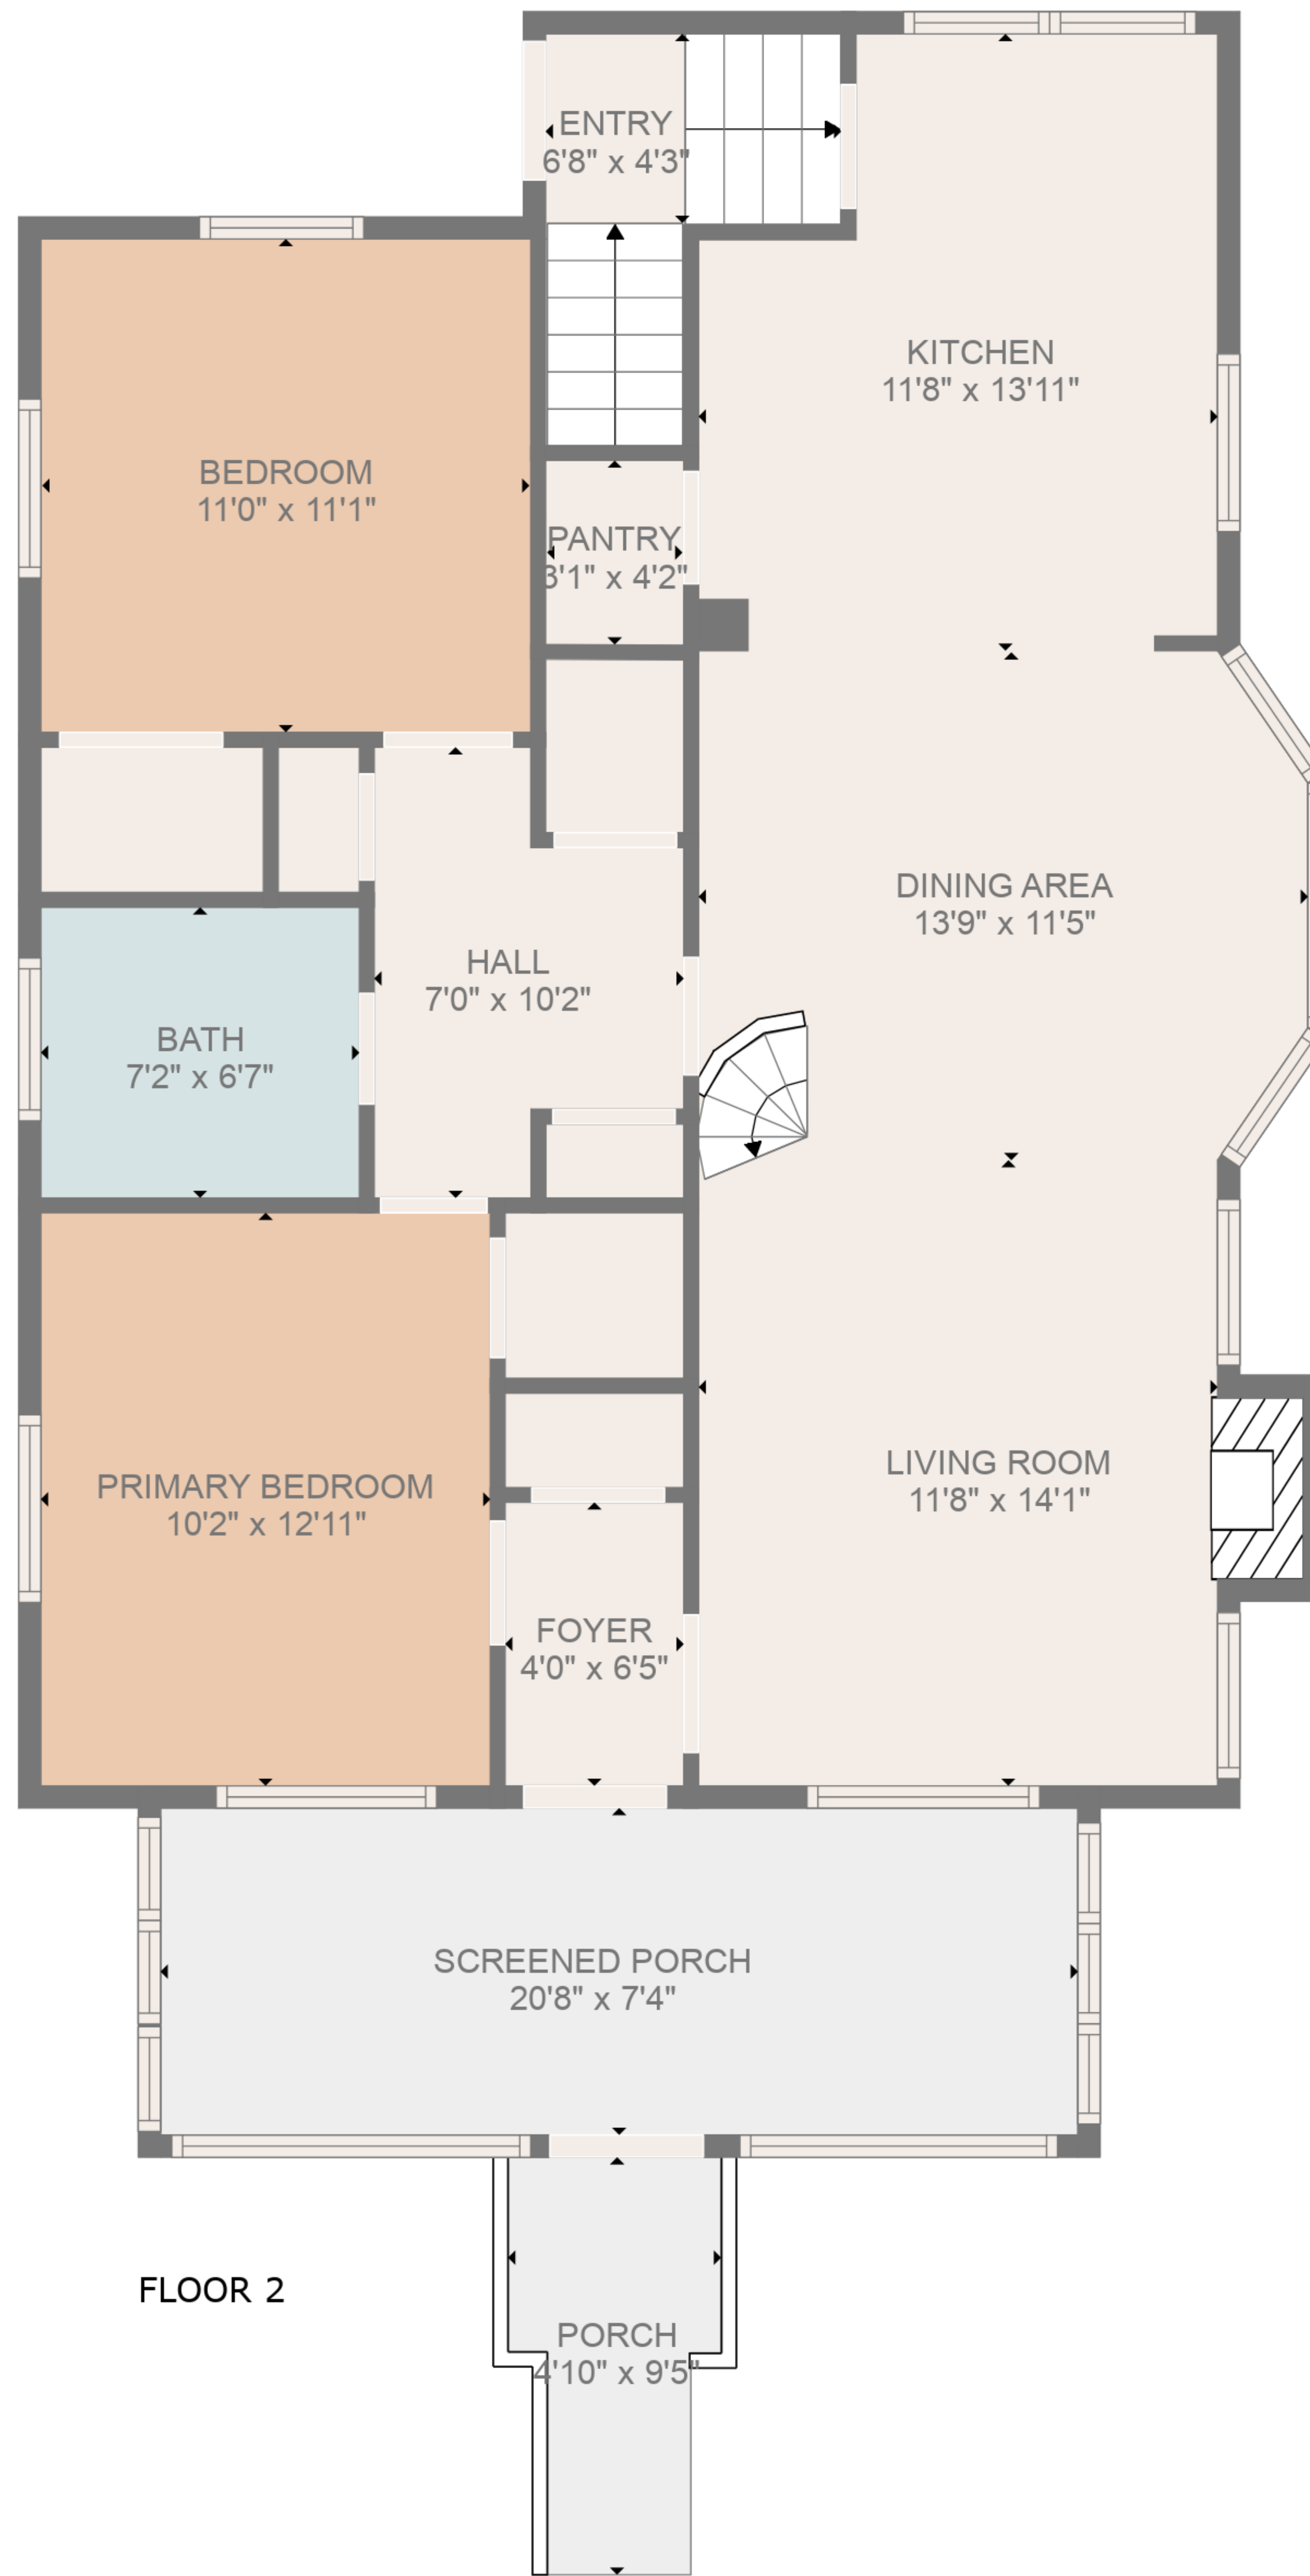 ENTRY
6'8" x 4'3"
KITCHEN
11'8" x 13'11"
BEDROOM
11'0" x 11'1"
PANTRY
3'1" x 4'2"
DINING AREA
13'9" x 11'5"
HALL
7'0" x 10'2"
BATH
7'2" x 6'7"
LIVING ROOM
11'8" x 14'1"
PRIMARY BEDROOM
10'2" x 12'11"
FOYER
4'0" x 6'5"
SCREENED PORCH
20'8" x 7'4"
FLOOR 2
PORCH
4'10" x 9'5"